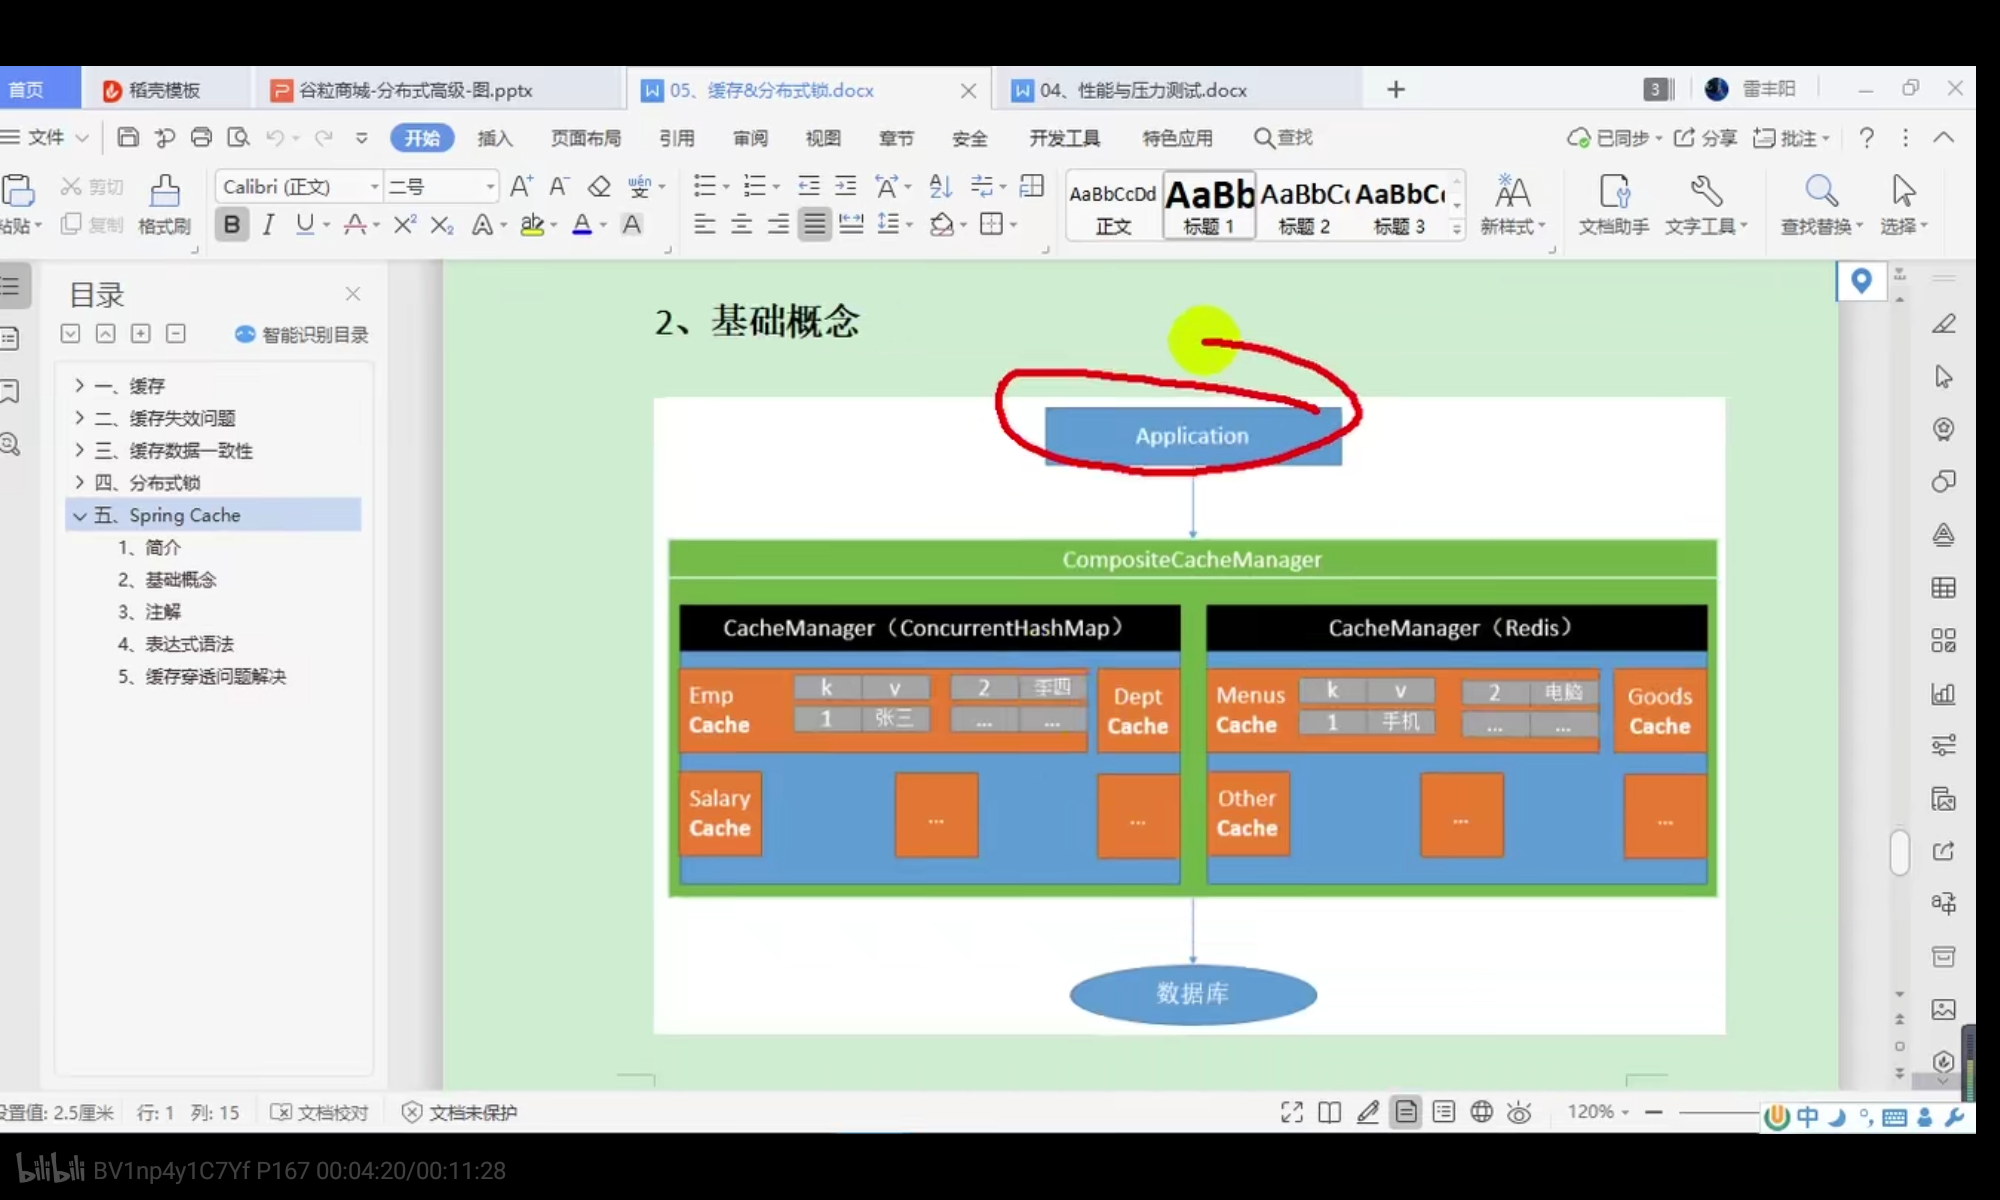 首页 稻壳模板 谷粒商城-分布式高级-图.pptx 05、缓存&分布式锁.docx 04、性能与压力测试.docx 3 雷丰阳
文件 开始 插入 页面布局 引用 审阅 视图 章节 安全 开发工具 特色应用 查找 已同步 分享 批注
剪切 Calibri (正文) 二号 AaBbCcDd AaBb AaBbC AaBbC
粘贴 复制 格式刷 正文 标题 1 标题 2 标题 3 新样式 文档助手 文字工具 查找替换 选择
目录
智能识别目录
一、缓存
二、缓存失效问题
三、缓存数据一致性
四、分布式锁
五、Spring Cache
1、简介
2、基础概念
3、注解
4、表达式语法
5、缓存穿透问题解决
2、基础概念
Application
CompositeCacheManager
CacheManager（ConcurrentHashMap）
Emp Cache
k v
1 张三
2 李四
... ...
Dept Cache
Salary Cache
...
...
CacheManager（Redis）
Menus Cache
k v
1 手机
2 电脑
... ...
Goods Cache
Other Cache
...
...
数据库
设置值: 2.5厘米 行: 1 列: 15 文档校对 文档未保护 120% 中
bilibili BV1np4y1C7Yf P167 00:04:20/00:11:28